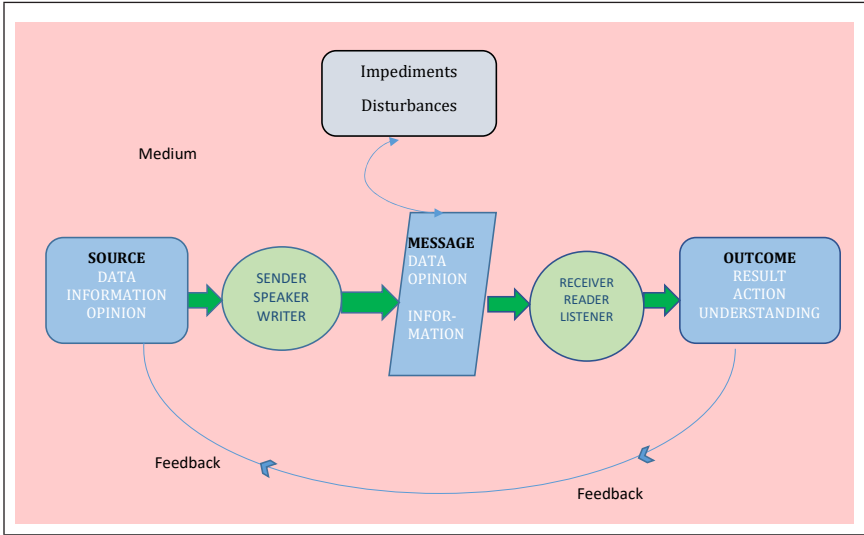 Impediments
Disturbances
Medium
SOURCE
DATA
INFORMATION
OPINION
SENDER
SPEAKER
WRITER
MESSAGE
DATA
OPINION
INFOR-
MATION
RECEIVER
READER
LISTENER
OUTCOME
RESULT
ACTION
UNDERSTANDING
Feedback
Feedback